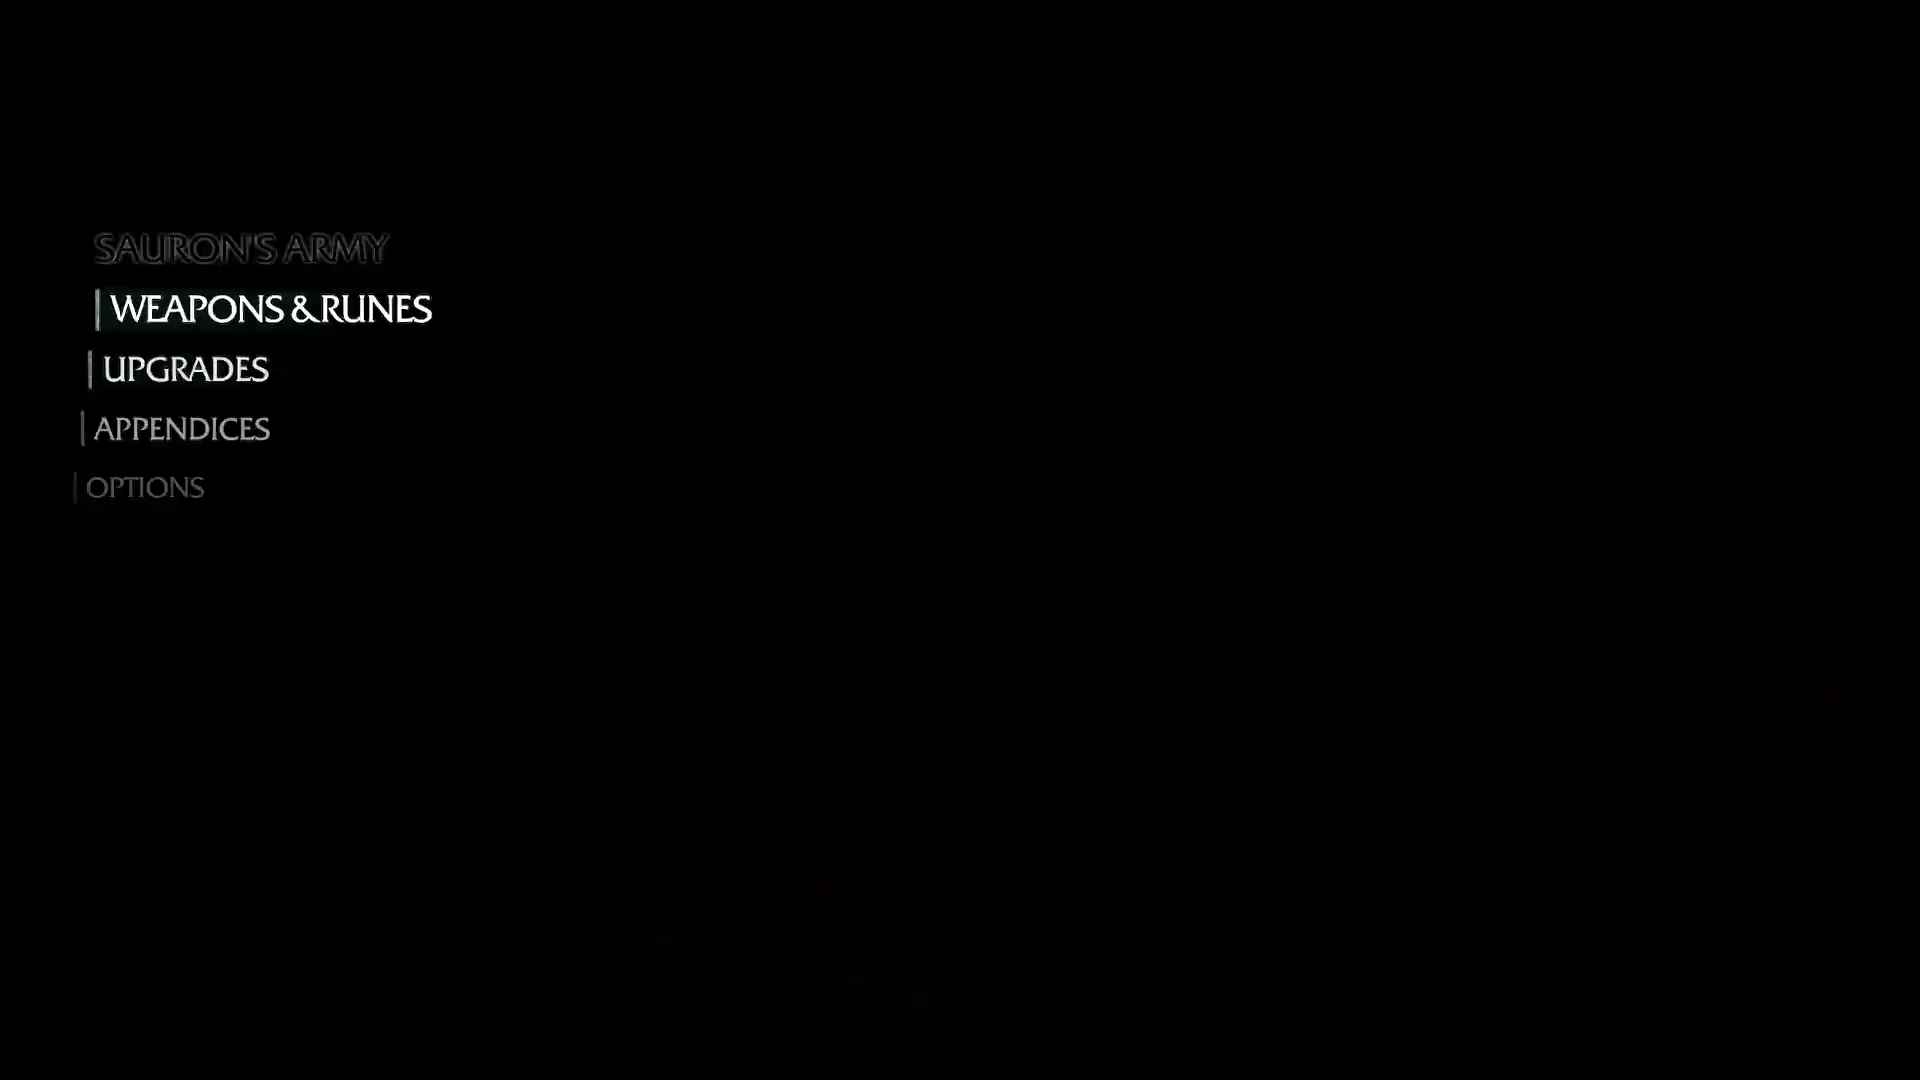 SAURON'S ARMY
WEAPONS & RUNES
UPGRADES
APPENDICES
OPTIONS